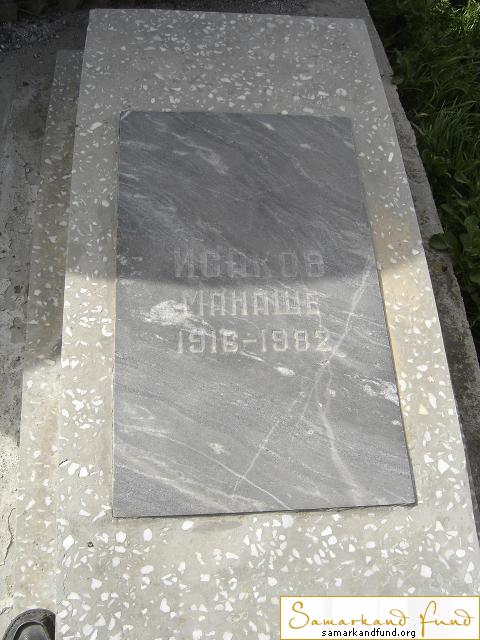 ИСАКОВ
МАНАШЕ
1916-1982
Samarkand Fund
samarkandfund.org